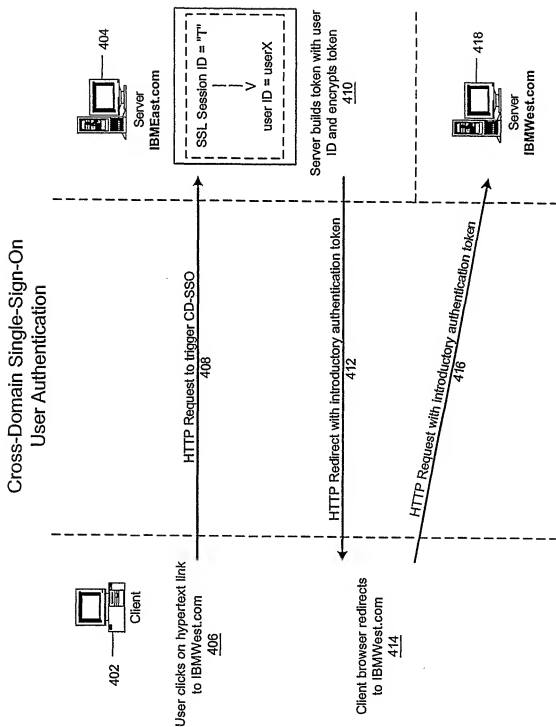 Cross-Domain Single-Sign-On
User Authentication
402
Client
404
Server
IBMEast.com
User clicks on hypertext link
to IBMWest.com
406
HTTP Request to trigger CD-SSO
408
SSL Session ID = "T"
V
user ID = userX
Server builds token with user
ID and encrypts token
410
HTTP Redirect with introductory authentication token
412
Client browser redirects
to IBMWest.com
414
HTTP Request with introductory authentication token
416
418
Server
IBMWest.com